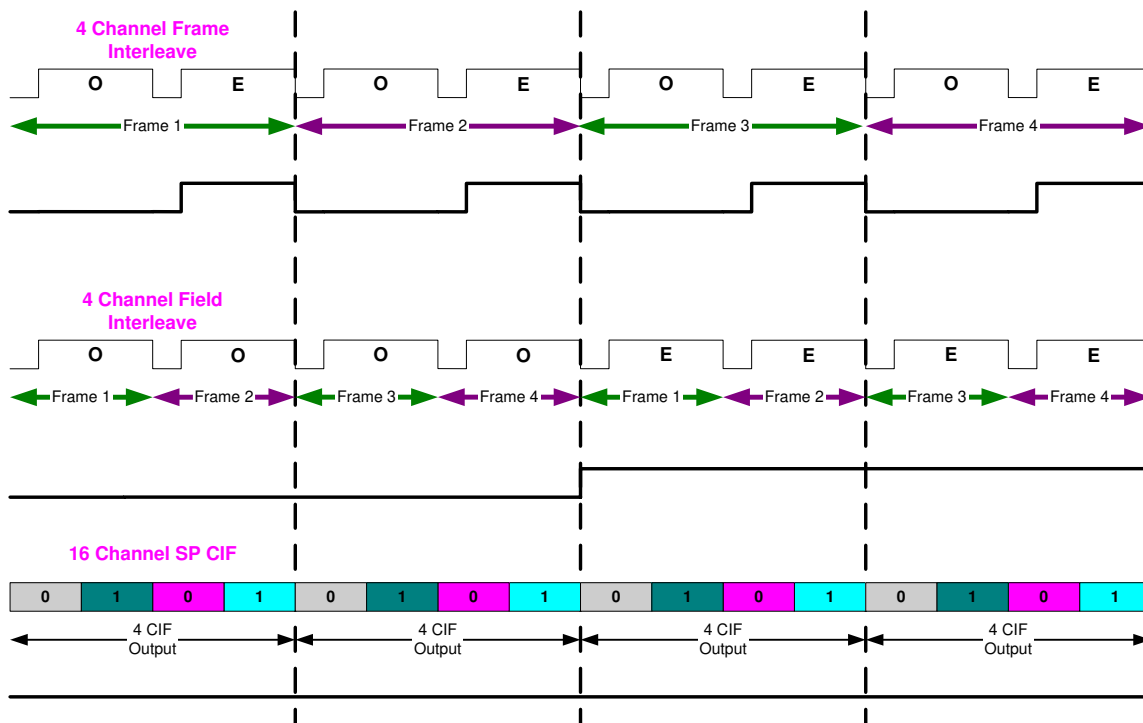 4 Channel Frame
Interleave
O E O E O E O E
Frame 1 Frame 2 Frame 3 Frame 4
4 Channel Field
Interleave
O O O O E E E E
Frame 1 Frame 2 Frame 3 Frame 4 Frame 1 Frame 2 Frame 3 Frame 4
16 Channel SP CIF
0 1 0 1 0 1 0 1 0 1 0 1 0 1 0 1
4 CIF 4 CIF 4 CIF 4 CIF
Output Output Output Output